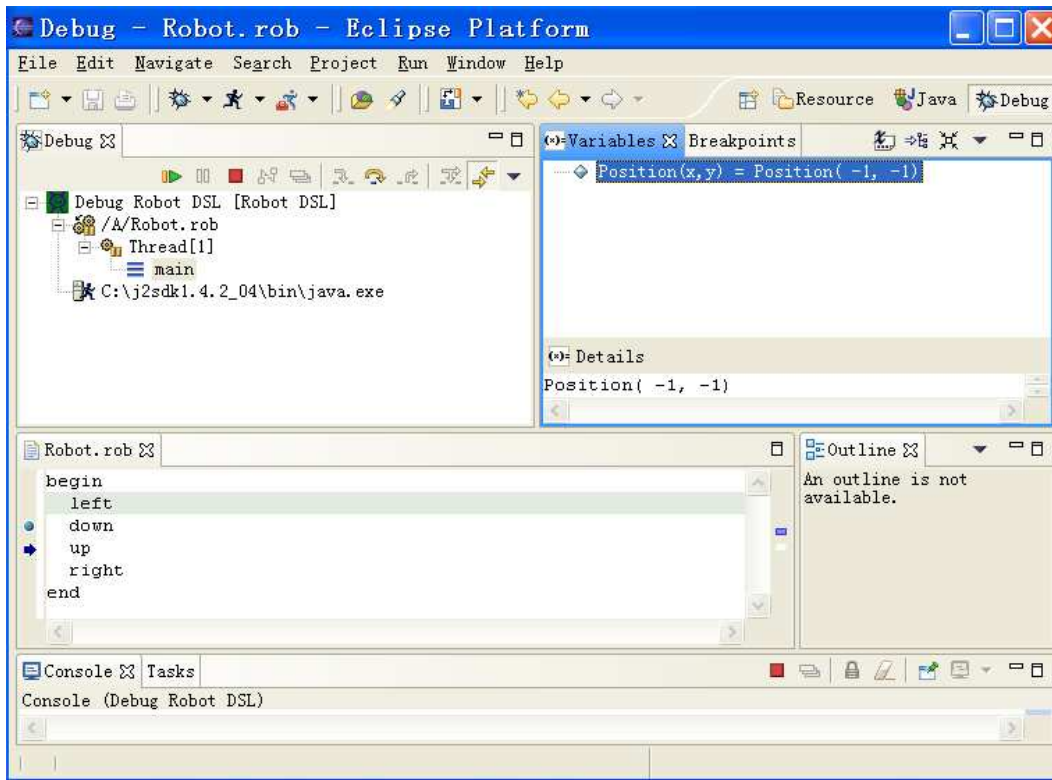 Debug - Robot.rob - Eclipse Platform
File Edit Navigate Search Project Run Window Help
Resource Java Debug
Debug
Variables Breakpoints
Position(x,y) = Position( -1, -1)
Debug Robot DSL [Robot DSL]
/A/Robot.rob
Thread[1]
main
C:\j2sdk1.4.2_04\bin\java.exe
Details
Position( -1, -1)
Robot.rob
begin
left
down
up
right
end
Outline
An outline is not
available.
Console Tasks
Console (Debug Robot DSL)